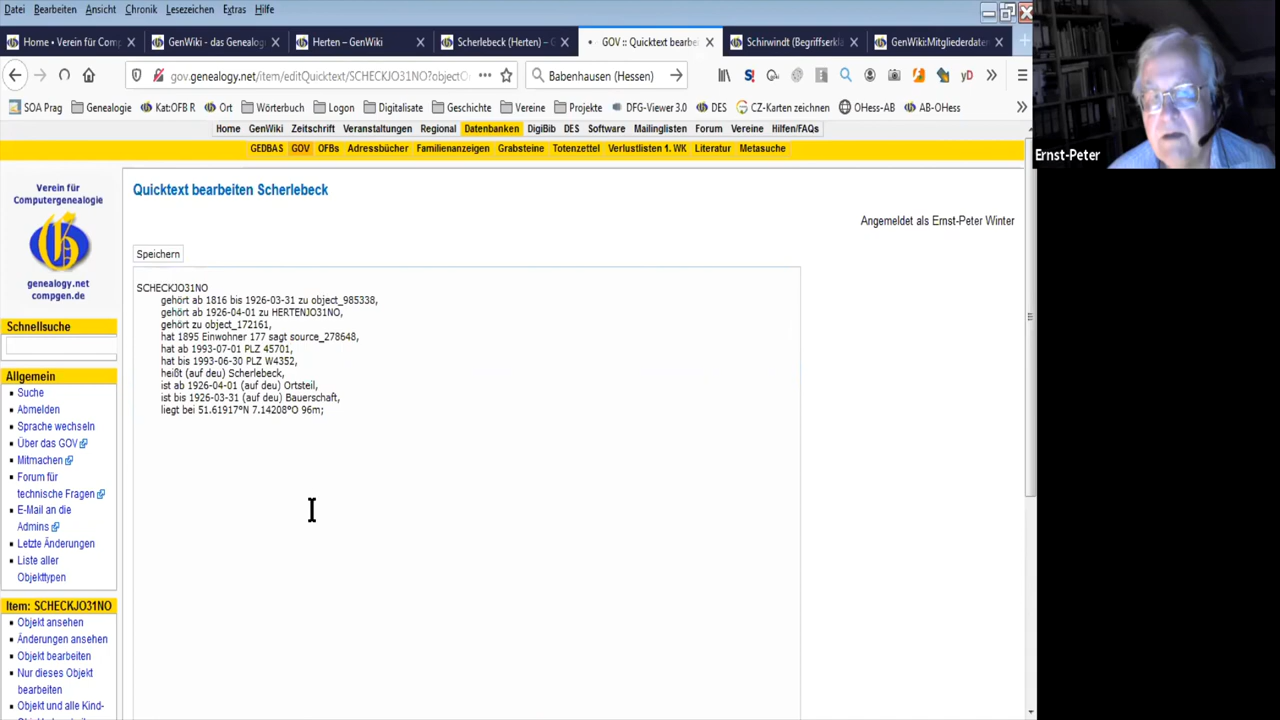 Datei Bearbeiten Ansicht Chronik Lesezeichen Extras Hilfe
Home • Verein für Com
GenWiki - das Genealog
Herten – GenWiki
Scherlebeck (Herten) – G
GOV :: Quicktext bearbe
Schirwindt (Begriffserkl
GenWiki:Mitgliederdate
gov.genealogy.net/item/editQuicktext/SCHECKJO31NO?objectO
Babenhausen (Hessen)
SOA Prag Genealogie Kat:OFB R Ort Wörterbuch Logon Digitalisate Geschichte Vereine Projekte DFG-Viewer 3.0 DES CZ-Karten zeichnen OHess-AB AB-OHess
Home GenWiki Zeitschrift Veranstaltungen Regional Datenbanken DigiBib DES Software Mailinglisten Forum Vereine Hilfen/FAQs
GEDBAS GOV OFBs Adressbücher Familienanzeigen Grabsteine Totenzettel Verlustlisten 1. WK Literatur Metasuche
Ernst-Peter
Verein für
Computergenealogie
genealogy.net
compgen.de
Quicktext bearbeiten Scherlebeck
Angemeldet als Ernst-Peter Winter
Speichern
SCHECKJO31NO
gehört ab 1816 bis 1926-03-31 zu object_985338,
gehört ab 1926-04-01 zu HERTENJO31NO,
gehört zu object_172161,
hat 1895 Einwohner 177 sagt source_278648,
hat ab 1993-07-01 PLZ 45701,
hat bis 1993-06-30 PLZ W4352,
heißt (auf deu) Scherlebeck,
ist ab 1926-04-01 (auf deu) Ortsteil,
ist bis 1926-03-31 (auf deu) Bauerschaft,
liegt bei 51.61917°N 7.14208°O 96m;
Schnellsuche
Allgemein
Suche
Abmelden
Sprache wechseln
Über das GOV
Mitmachen
Forum für
technische Fragen
E-Mail an die
Admins
Letzte Änderungen
Liste aller
Objekttypen
Item: SCHECKJO31NO
Objekt ansehen
Änderungen ansehen
Objekt bearbeiten
Nur dieses Objekt
bearbeiten
Objekt und alle Kind-